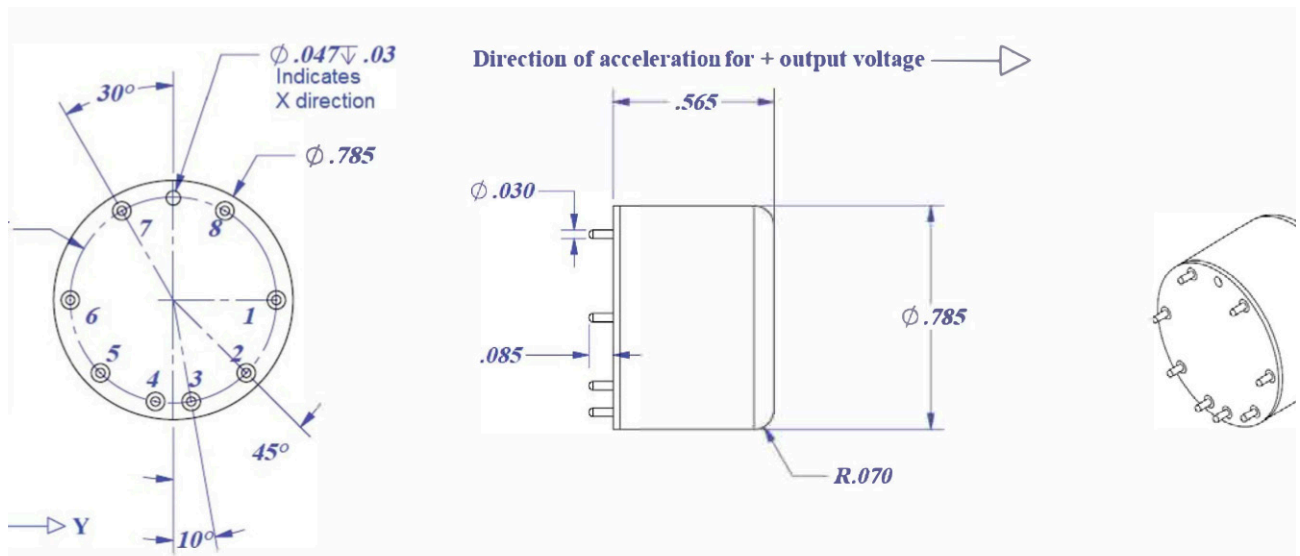 ⌀ .047↧ .03
Indicates
X direction
30°
⌀ .785
7
8
6
1
5
2
4
3
45°
10°
Y
Direction of acceleration for + output voltage
.565
⌀ .030
.085
⌀ .785
R.070